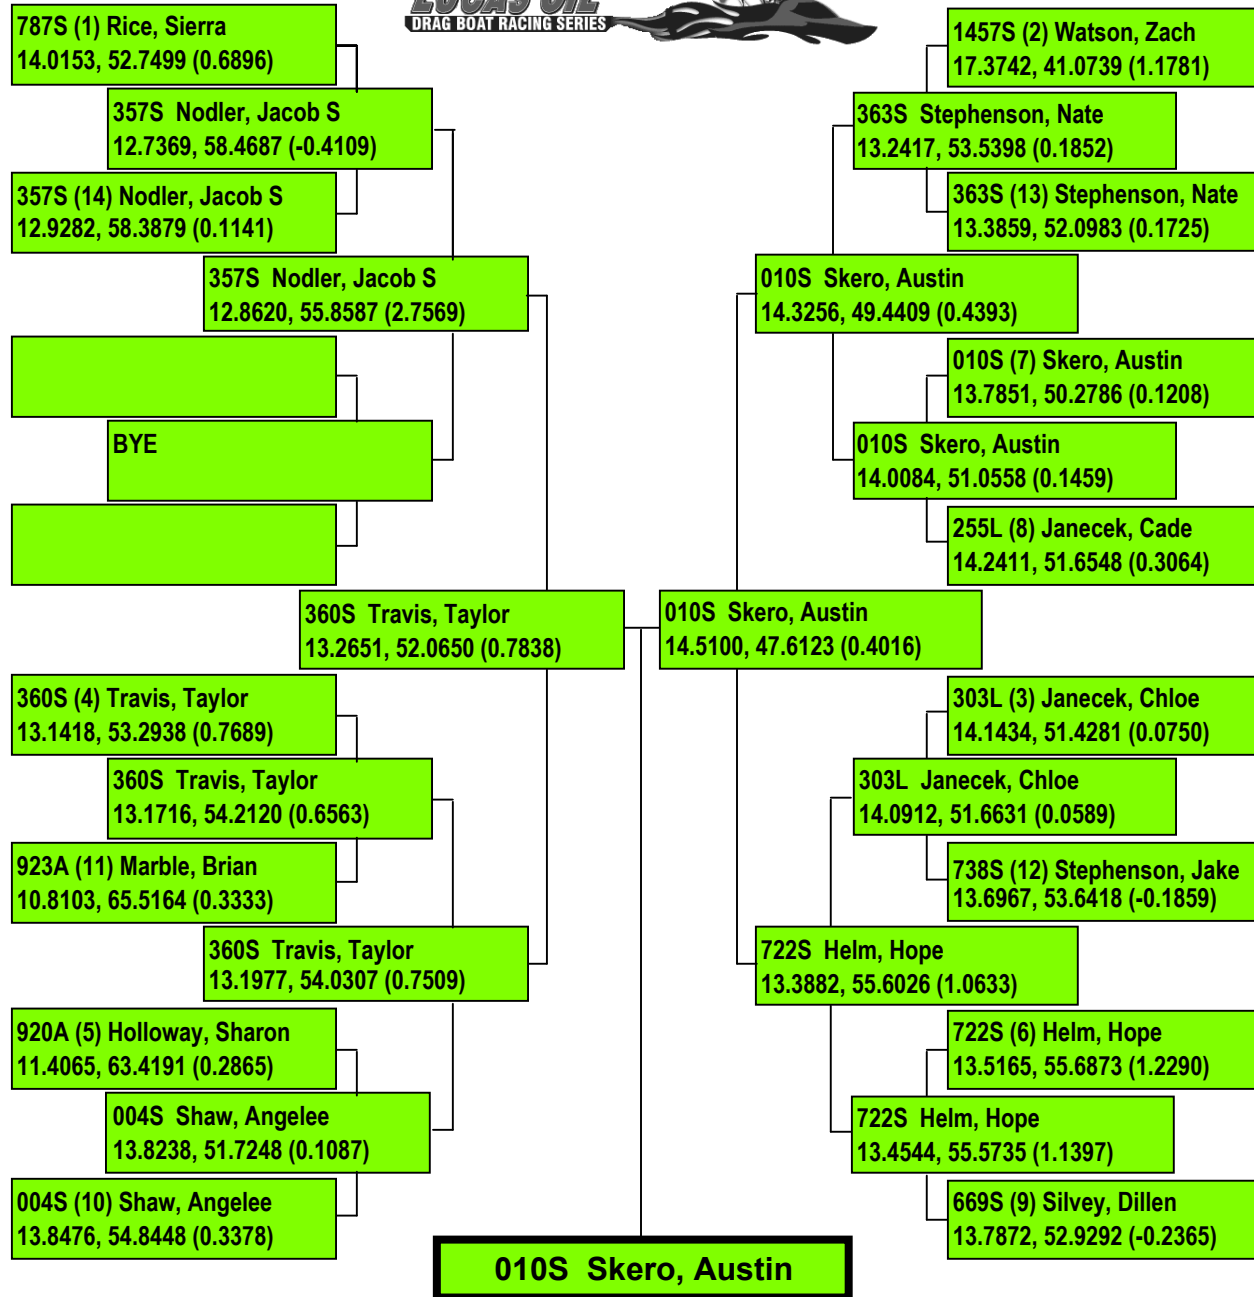 LUCAS OIL
DRAG BOAT RACING SERIES
787S (1) Rice, Sierra
14.0153, 52.7499 (0.6896)
357S Nodler, Jacob S
12.7369, 58.4687 (-0.4109)
357S (14) Nodler, Jacob S
12.9282, 58.3879 (0.1141)
357S Nodler, Jacob S
12.8620, 55.8587 (2.7569)
BYE
360S Travis, Taylor
13.2651, 52.0650 (0.7838)
360S (4) Travis, Taylor
13.1418, 53.2938 (0.7689)
360S Travis, Taylor
13.1716, 54.2120 (0.6563)
923A (11) Marble, Brian
10.8103, 65.5164 (0.3333)
360S Travis, Taylor
13.1977, 54.0307 (0.7509)
920A (5) Holloway, Sharon
11.4065, 63.4191 (0.2865)
004S Shaw, Angelee
13.8238, 51.7248 (0.1087)
004S (10) Shaw, Angelee
13.8476, 54.8448 (0.3378)
1457S (2) Watson, Zach
17.3742, 41.0739 (1.1781)
363S Stephenson, Nate
13.2417, 53.5398 (0.1852)
363S (13) Stephenson, Nate
13.3859, 52.0983 (0.1725)
010S Skero, Austin
14.3256, 49.4409 (0.4393)
010S (7) Skero, Austin
13.7851, 50.2786 (0.1208)
010S Skero, Austin
14.0084, 51.0558 (0.1459)
255L (8) Janecek, Cade
14.2411, 51.6548 (0.3064)
010S Skero, Austin
14.5100, 47.6123 (0.4016)
303L (3) Janecek, Chloe
14.1434, 51.4281 (0.0750)
303L Janecek, Chloe
14.0912, 51.6631 (0.0589)
738S (12) Stephenson, Jake
13.6967, 53.6418 (-0.1859)
722S Helm, Hope
13.3882, 55.6026 (1.0633)
722S (6) Helm, Hope
13.5165, 55.6873 (1.2290)
722S Helm, Hope
13.4544, 55.5735 (1.1397)
669S (9) Silvey, Dillen
13.7872, 52.9292 (-0.2365)
010S Skero, Austin